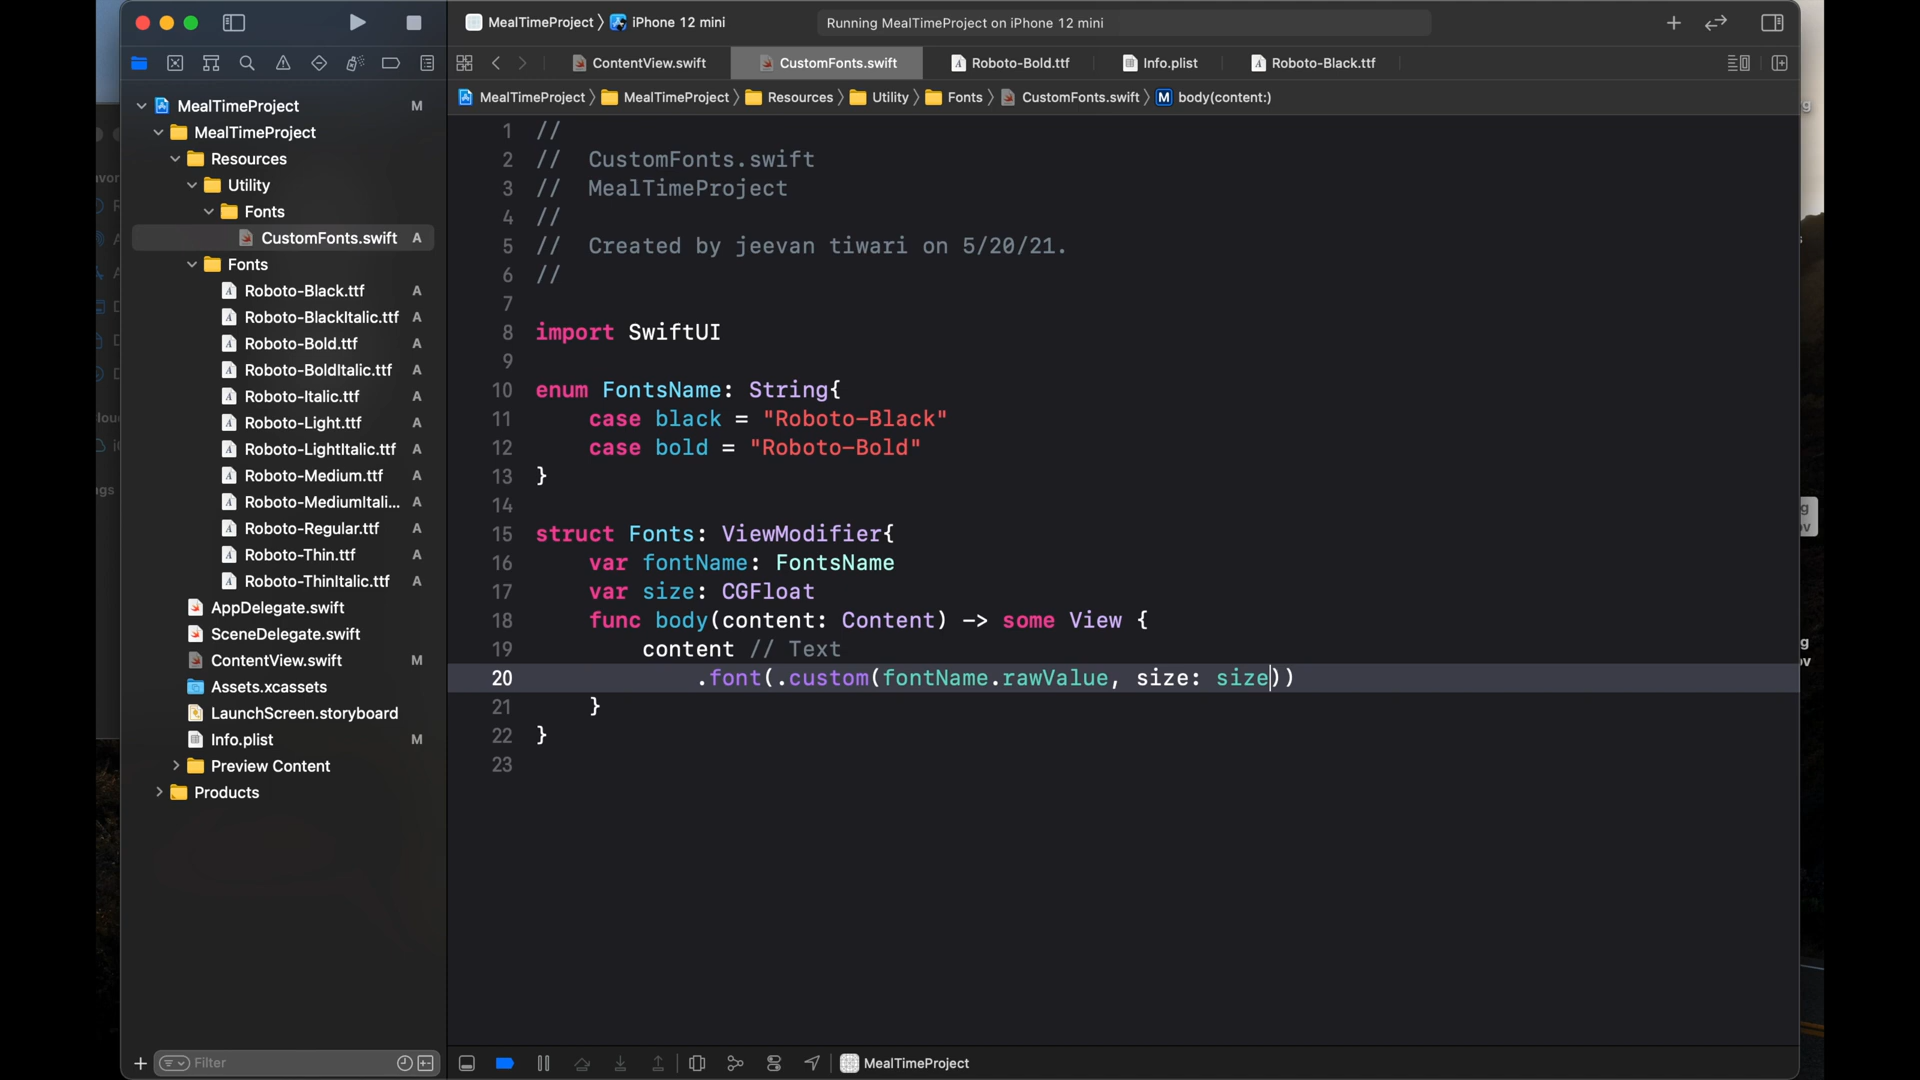 MealTimeProject 〉 iPhone 12 mini
Running MealTimeProject on iPhone 12 mini
ContentView.swift
CustomFonts.swift
Roboto-Bold.ttf
Info.plist
Roboto-Black.ttf
MealTimeProject 〉 MealTimeProject 〉 Resources 〉 Utility 〉 Fonts 〉 CustomFonts.swift 〉 M body(content:)
MealTimeProject M
MealTimeProject
Resources
Utility
Fonts
CustomFonts.swift A
Fonts
Roboto-Black.ttf A
Roboto-BlackItalic.ttf A
Roboto-Bold.ttf A
Roboto-BoldItalic.ttf A
Roboto-Italic.ttf A
Roboto-Light.ttf A
Roboto-LightItalic.ttf A
Roboto-Medium.ttf A
Roboto-MediumItali... A
Roboto-Regular.ttf A
Roboto-Thin.ttf A
Roboto-ThinItalic.ttf A
AppDelegate.swift
SceneDelegate.swift
ContentView.swift M
Assets.xcassets
LaunchScreen.storyboard
Info.plist M
Preview Content
Products
Filter
1 //
2 //  CustomFonts.swift
3 //  MealTimeProject
4 //
5 //  Created by jeevan tiwari on 5/20/21.
6 //
7
8 import SwiftUI
9
10 enum FontsName: String{
11     case black = "Roboto-Black"
12     case bold = "Roboto-Bold"
13 }
14
15 struct Fonts: ViewModifier{
16     var fontName: FontsName
17     var size: CGFloat
18     func body(content: Content) -> some View {
19         content // Text
20             .font(.custom(fontName.rawValue, size: size))
21     }
22 }
23
MealTimeProject